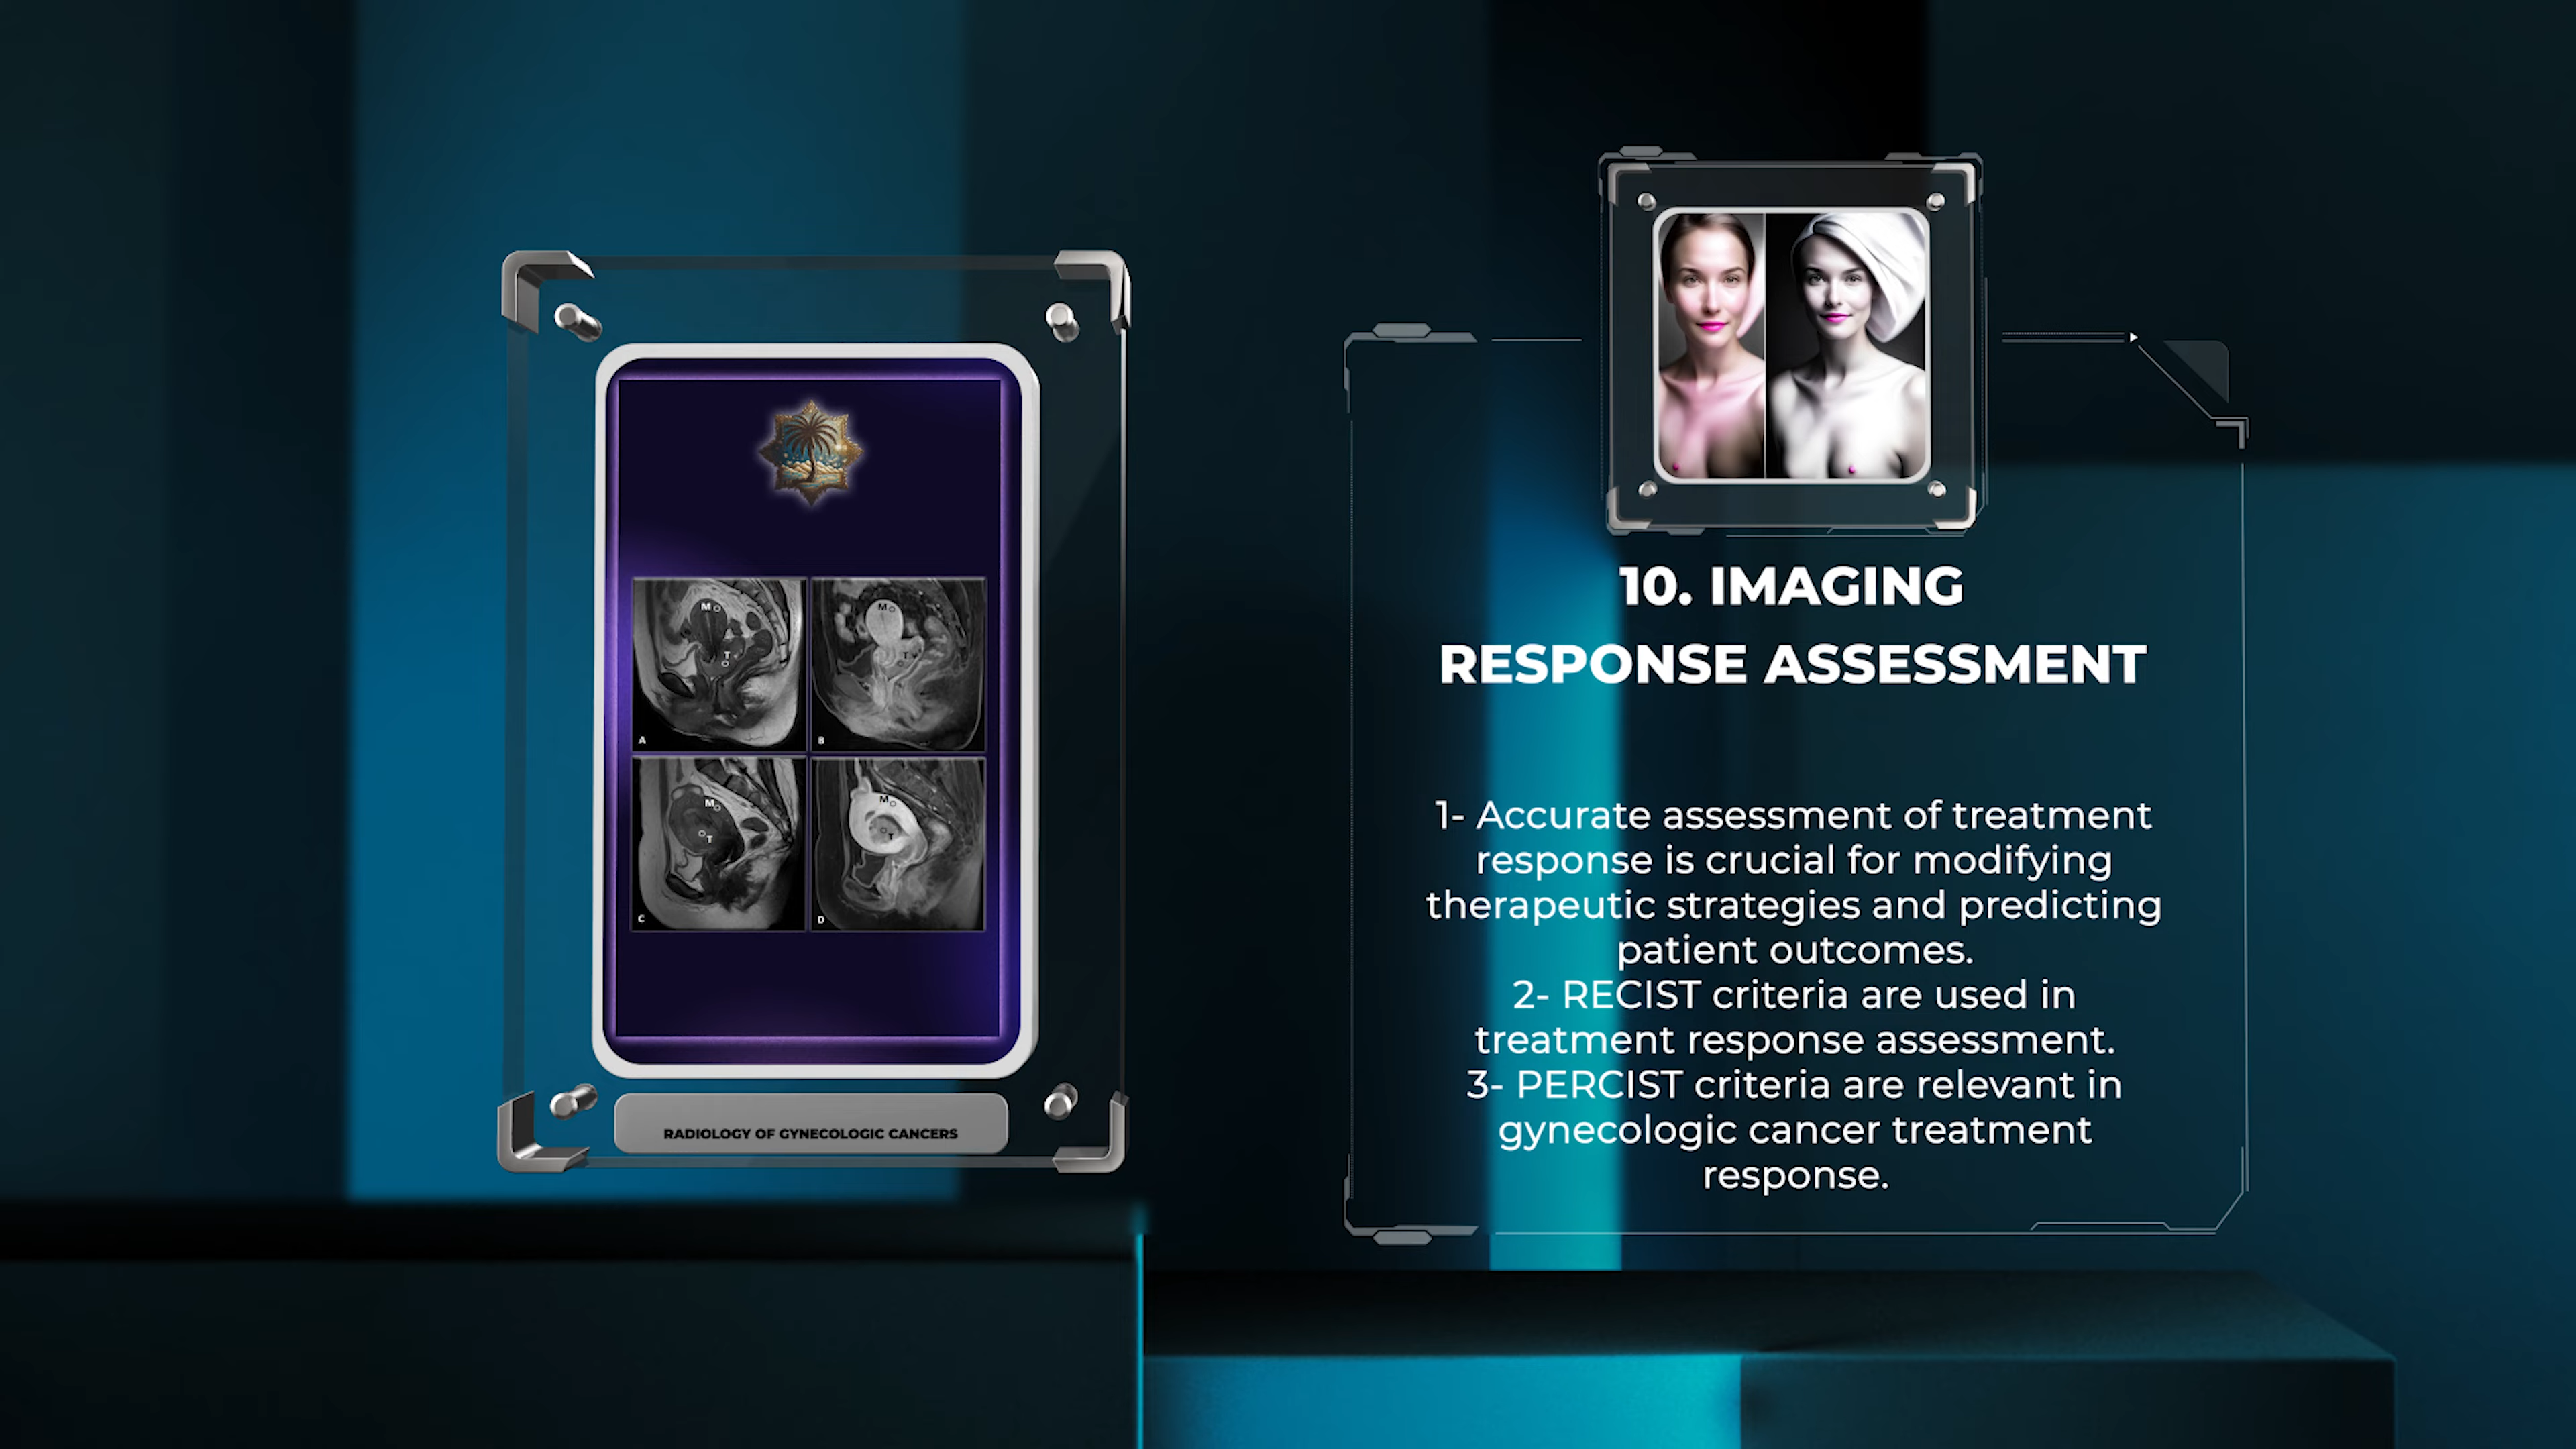 M
T
A
M
T
B
M
T
C
M
T
D
RADIOLOGY OF GYNECOLOGIC CANCERS
10. IMAGING
RESPONSE ASSESSMENT
1- Accurate assessment of treatment
response is crucial for modifying
therapeutic strategies and predicting
patient outcomes.
2- RECIST criteria are used in
treatment response assessment.
3- PERCIST criteria are relevant in
gynecologic cancer treatment
response.